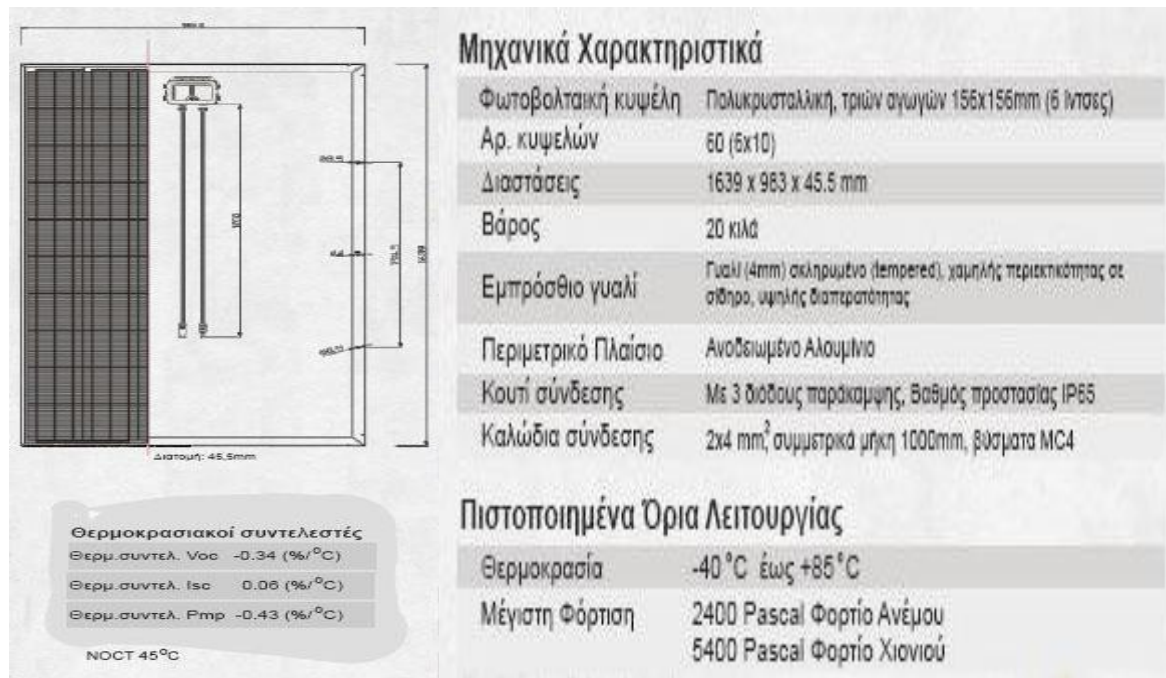 Μηχανικά Χαρακτηριστικά
Φωτοβολταική κυψέλη Πολυκρυσταλλική, τριών αγωγών 156x156mm (6 Ιντσες)
Αρ. κυψελών 60 (6x10)
Διαστάσεις 1639 x 983 x 45.5 mm
Βάρος 20 κιλά
Εμπρόσθιο γυαλί Γυαλί (4mm) σκληρυμένο (tempered), χαμηλής περιεκτικότητας σε
σίδηρο, υψηλής διαπερατότητας
Περιμετρικό Πλαίσιο Ανοδειωμένο Αλουμίνιο
Κουτί σύνδεσης Με 3 διόδους παράκαμψης, Βαθμός προστασίας IP65
Καλώδια σύνδεσης 2x4 mm², συμμετρικά μήκη 1000mm, βύσματα MC4
Πιστοποιημένα Όρια Λειτουργίας
Θερμοκρασία -40°C έως +85°C
Μέγιστη Φόρτιση 2400 Pascal Φορτίο Ανέμου
5400 Pascal Φορτίο Χιονιού
1639
Διατομή: 45,5mm
Θερμοκρασιακοί συντελεστές
Θερμ.συντελ. Voc -0.34 (%/°C)
Θερμ.συντελ. Isc 0.06 (%/°C)
Θερμ.συντελ. Pmp -0.43 (%/°C)
NOCT 45°C